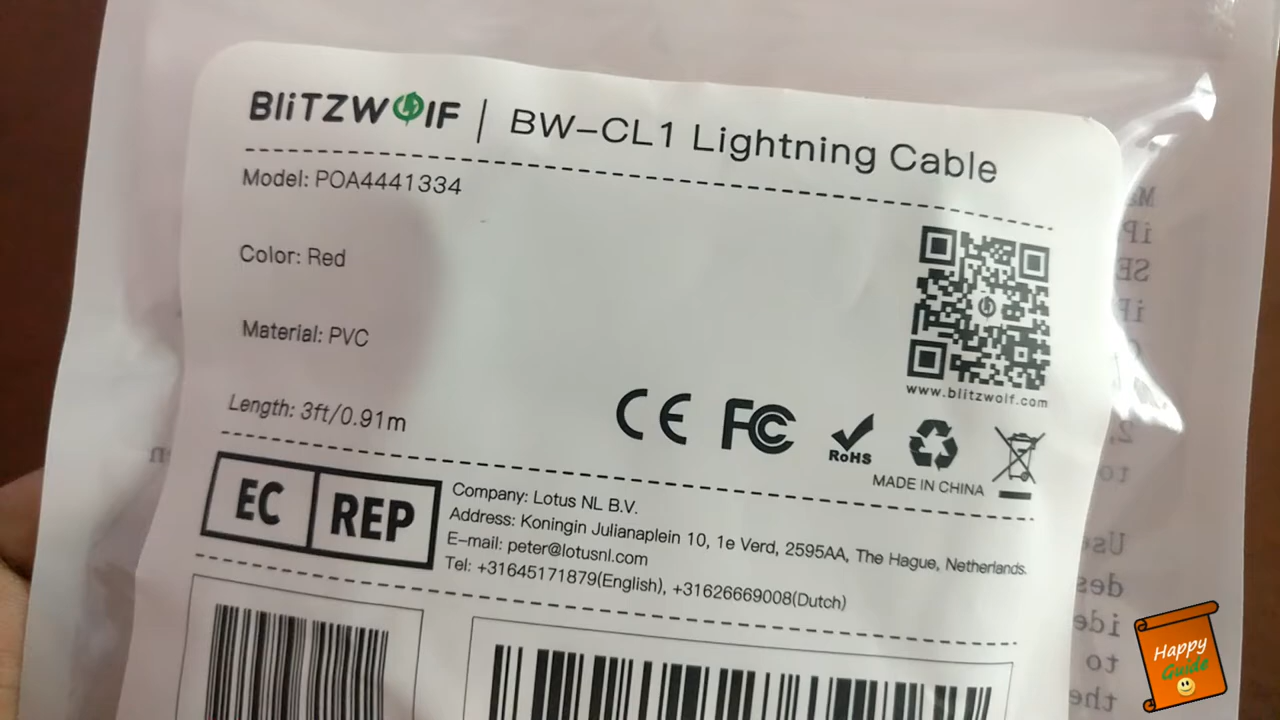 BLiTZWOLF | BW-CL1 Lightning Cable
Model: POA4441334
Color: Red
Material: PVC
Length: 3ft/0.91m
www.blitzwolf.com
CE FC RoHS
MADE IN CHINA
EC REP
Company: Lotus NL B.V.
Address: Koningin Julianaplein 10, 1e Verd, 2595AA, The Hague, Netherlands.
E-mail: peter@lotusnl.com
Tel: +31645171879(English), +31626669008(Dutch)
Happy
Guide